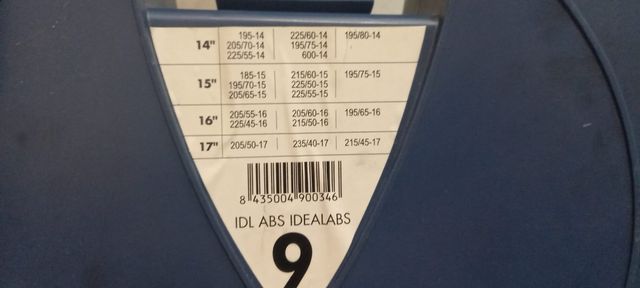 14" 195-14 225/60-14 195/80-14
205/70-14 195/75-14
225/55-14 600-14
15" 185-15 215/60-15 195/75-15
195/70-15 225/50-15
205/65-15 225/55-15
16" 205/55-16 205/60-16 195/65-16
225/45-16 215/50-16
17" 205/50-17 235/40-17 215/45-17
8 435004 900346
IDL ABS IDEALABS
9